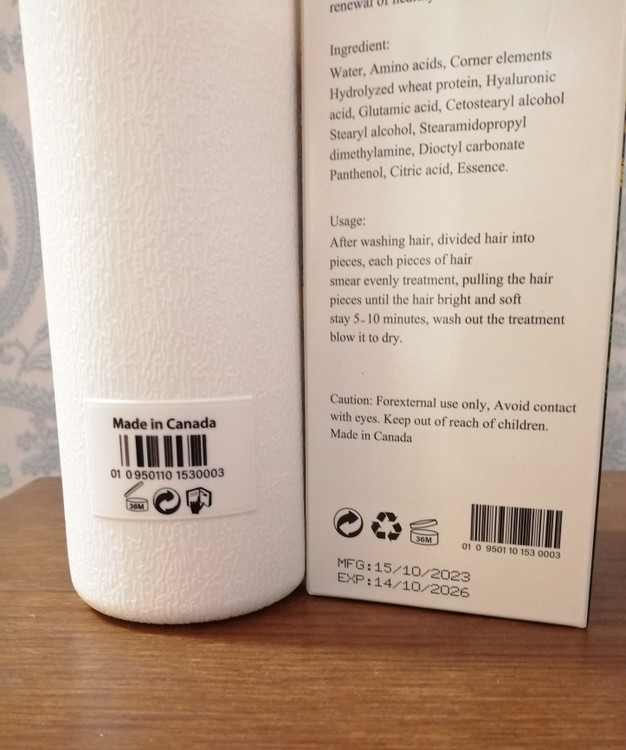 Made in Canada
01 0 950110 1530003
36M
renewal of
Ingredient:
Water, Amino acids, Corner elements
Hydrolyzed wheat protein, Hyaluronic
acid, Glutamic acid, Cetostearyl alcohol
Stearyl alcohol, Stearamidopropyl
dimethylamine, Dioctyl carbonate
Panthenol, Citric acid, Essence.
Usage:
After washing hair, divided hair into
pieces, each pieces of hair
smear evenly treatment, pulling the hair
pieces until the hair bright and soft
stay 5-10 minutes, wash out the treatment
blow it to dry.
Caution: Forexternal use only, Avoid contact
with eyes. Keep out of reach of children.
Made in Canada
36M
01 0 9501 10 153 0003
MFG:15/10/2023
EXP:14/10/2026